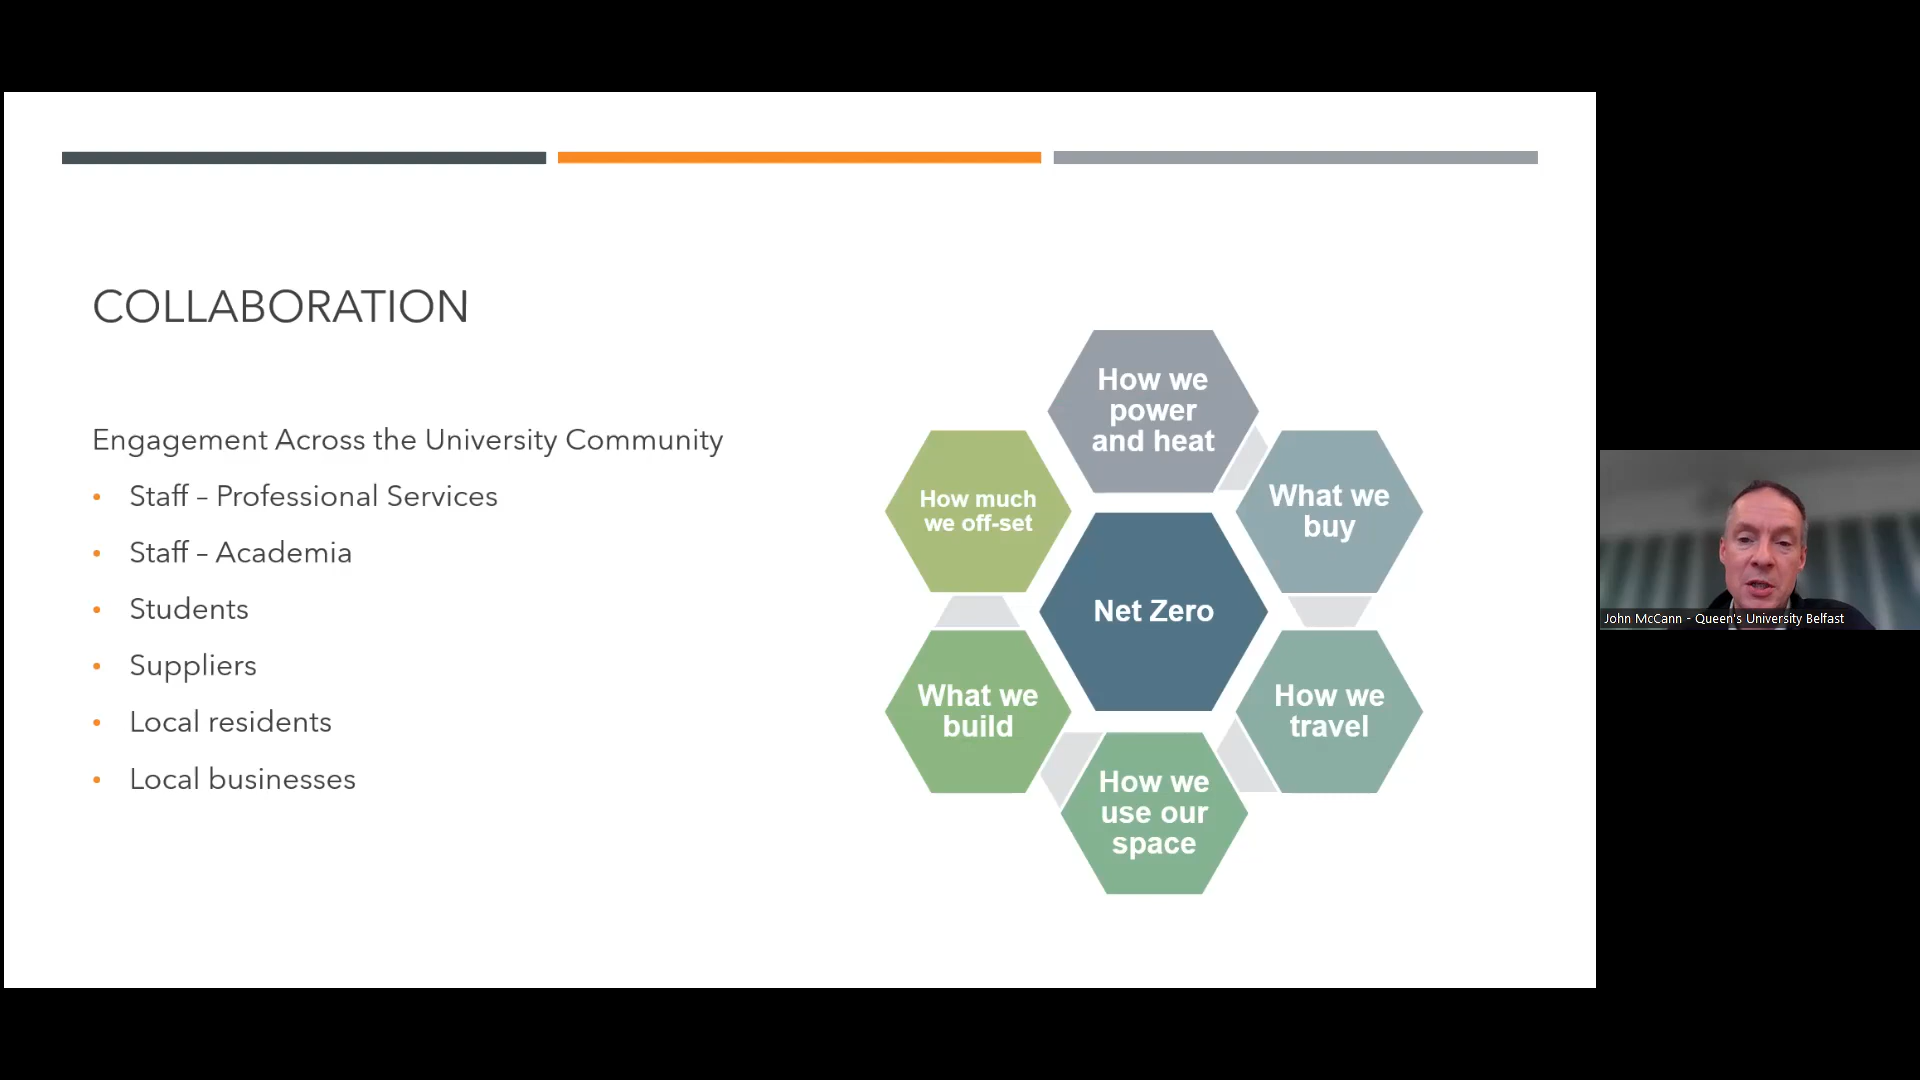 COLLABORATION
Engagement Across the University Community
• Staff – Professional Services
• Staff – Academia
• Students
• Suppliers
• Local residents
• Local businesses
How we
power
and heat
What we
buy
How we
travel
How we
use our
space
What we
build
How much
we off-set
Net Zero
John McCann - Queen's University Belfast